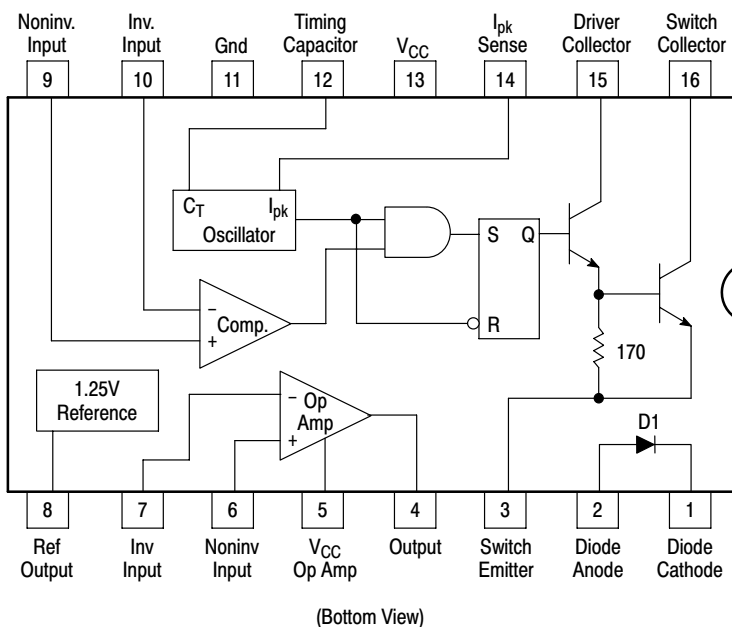 Noninv. Input
Inv. Input
Gnd
Timing Capacitor
VCC
Ipk Sense
Driver Collector
Switch Collector
9 10 11 12 13 14 15 16
CT Ipk
Oscillator
S Q
R
− Comp.
+
170
1.25V
Reference
− Op
Amp
+
D1
8 7 6 5 4 3 2 1
Ref Output
Inv Input
Noninv Input
VCC Op Amp
Output
Switch Emitter
Diode Anode
Diode Cathode
(Bottom View)